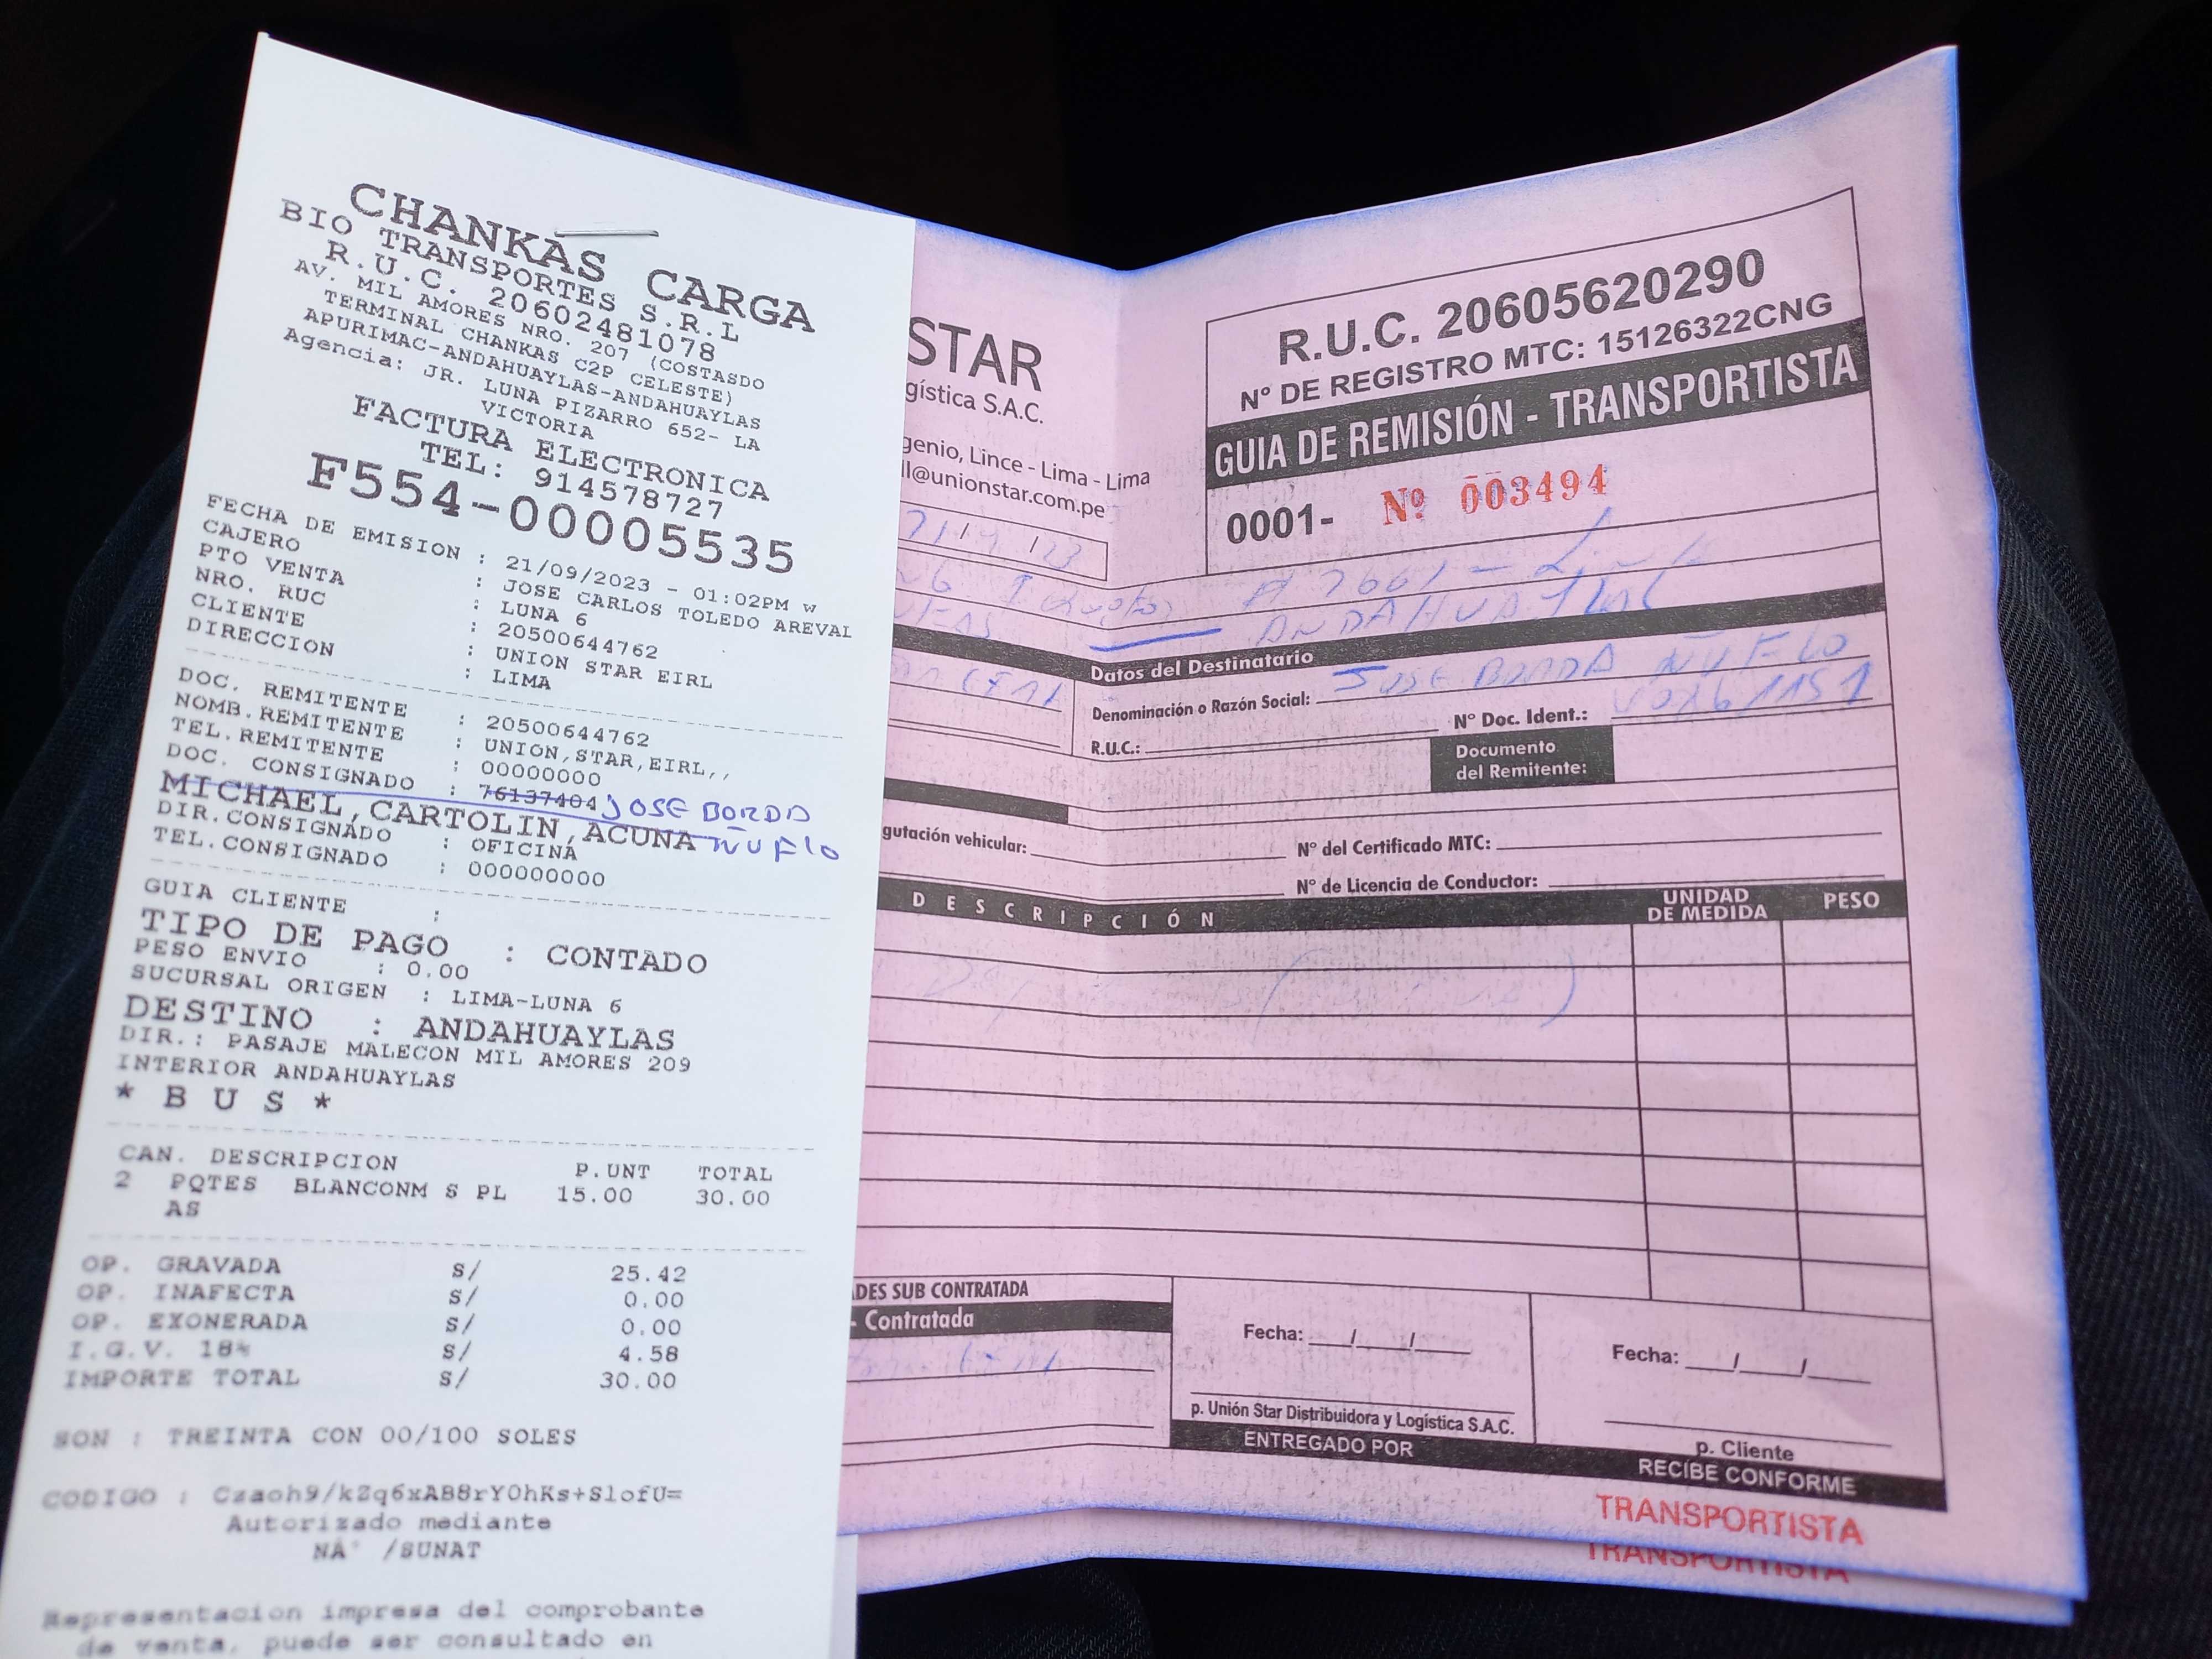 CHANKAS CARGA
BIO TRANSPORTES S.R.L
R.U.C. 20602481078
AV. MIL AMORES NRO. 207 (COSTASDO
TERMINAL CHANKAS C2P CELESTE)
APURIMAC-ANDAHUAYLAS-ANDAHUAYLAS
Agencia: JR. LUNA PIZARRO 652- LA
VICTORIA
FACTURA ELECTRONICA
TEL: 914578727
F554-00005535
FECHA DE EMISION : 21/09/2023 - 01:02PM w
CAJERO : JOSE CARLOS TOLEDO AREVAL
PTO VENTA : LUNA 6
NRO. RUC : 20500644762
CLIENTE : UNION STAR EIRL
DIRECCION : LIMA
DOC. REMITENTE : 20500644762
NOMB.REMITENTE : UNION,STAR,EIRL,,
TEL.REMITENTE : 00000000
DOC. CONSIGNADO : 76137404 JOSE BORDA
MICHAEL,CARTOLIN,ACUNA ÑUFLO
DIR.CONSIGNADO : OFICINA
TEL.CONSIGNADO : 000000000
GUIA CLIENTE :
TIPO DE PAGO : CONTADO
PESO ENVIO : 0.00
SUCURSAL ORIGEN : LIMA-LUNA 6
DESTINO : ANDAHUAYLAS
DIR.: PASAJE MALECON MIL AMORES 209
INTERIOR ANDAHUAYLAS
* B U S *
CAN. DESCRIPCION P.UNT TOTAL
2 PQTES BLANCONM S PL 15.00 30.00
AS
OP. GRAVADA S/ 25.42
OP. INAFECTA S/ 0.00
OP. EXONERADA S/ 0.00
I.G.V. 18% S/ 4.58
IMPORTE TOTAL S/ 30.00
SON : TREINTA CON 00/100 SOLES
CODIGO : Czaoh9/kZq6xAB8rYOhKs+SlofU=
Autorizado mediante
NÂ° /SUNAT
Representacion impresa del comprobante
de venta, puede ser consultado en
STAR
gística S.A.C.
genio, Lince - Lima - Lima
l@unionstar.com.pe
R.U.C. 20605620290
Nº DE REGISTRO MTC: 15126322CNG
GUIA DE REMISIÓN - TRANSPORTISTA
0001- Nº 003494
ANDAHUAYLAS
Datos del Destinatario
Denominación o Razón Social: JOSE BORDA ÑUFLO
R.U.C.: Nº Doc. Ident.:
Documento
del Remitente:
gutación vehicular: Nº del Certificado MTC:
Nº de Licencia de Conductor:
DESCRIPCIÓN UNIDAD DE MEDIDA PESO
DES SUB CONTRATADA
- Contratada
Fecha: / / Fecha: / /
p. Unión Star Distribuidora y Logística S.A.C.
ENTREGADO POR
p. Cliente
RECIBE CONFORME
TRANSPORTISTA
TRANSPORTISTA